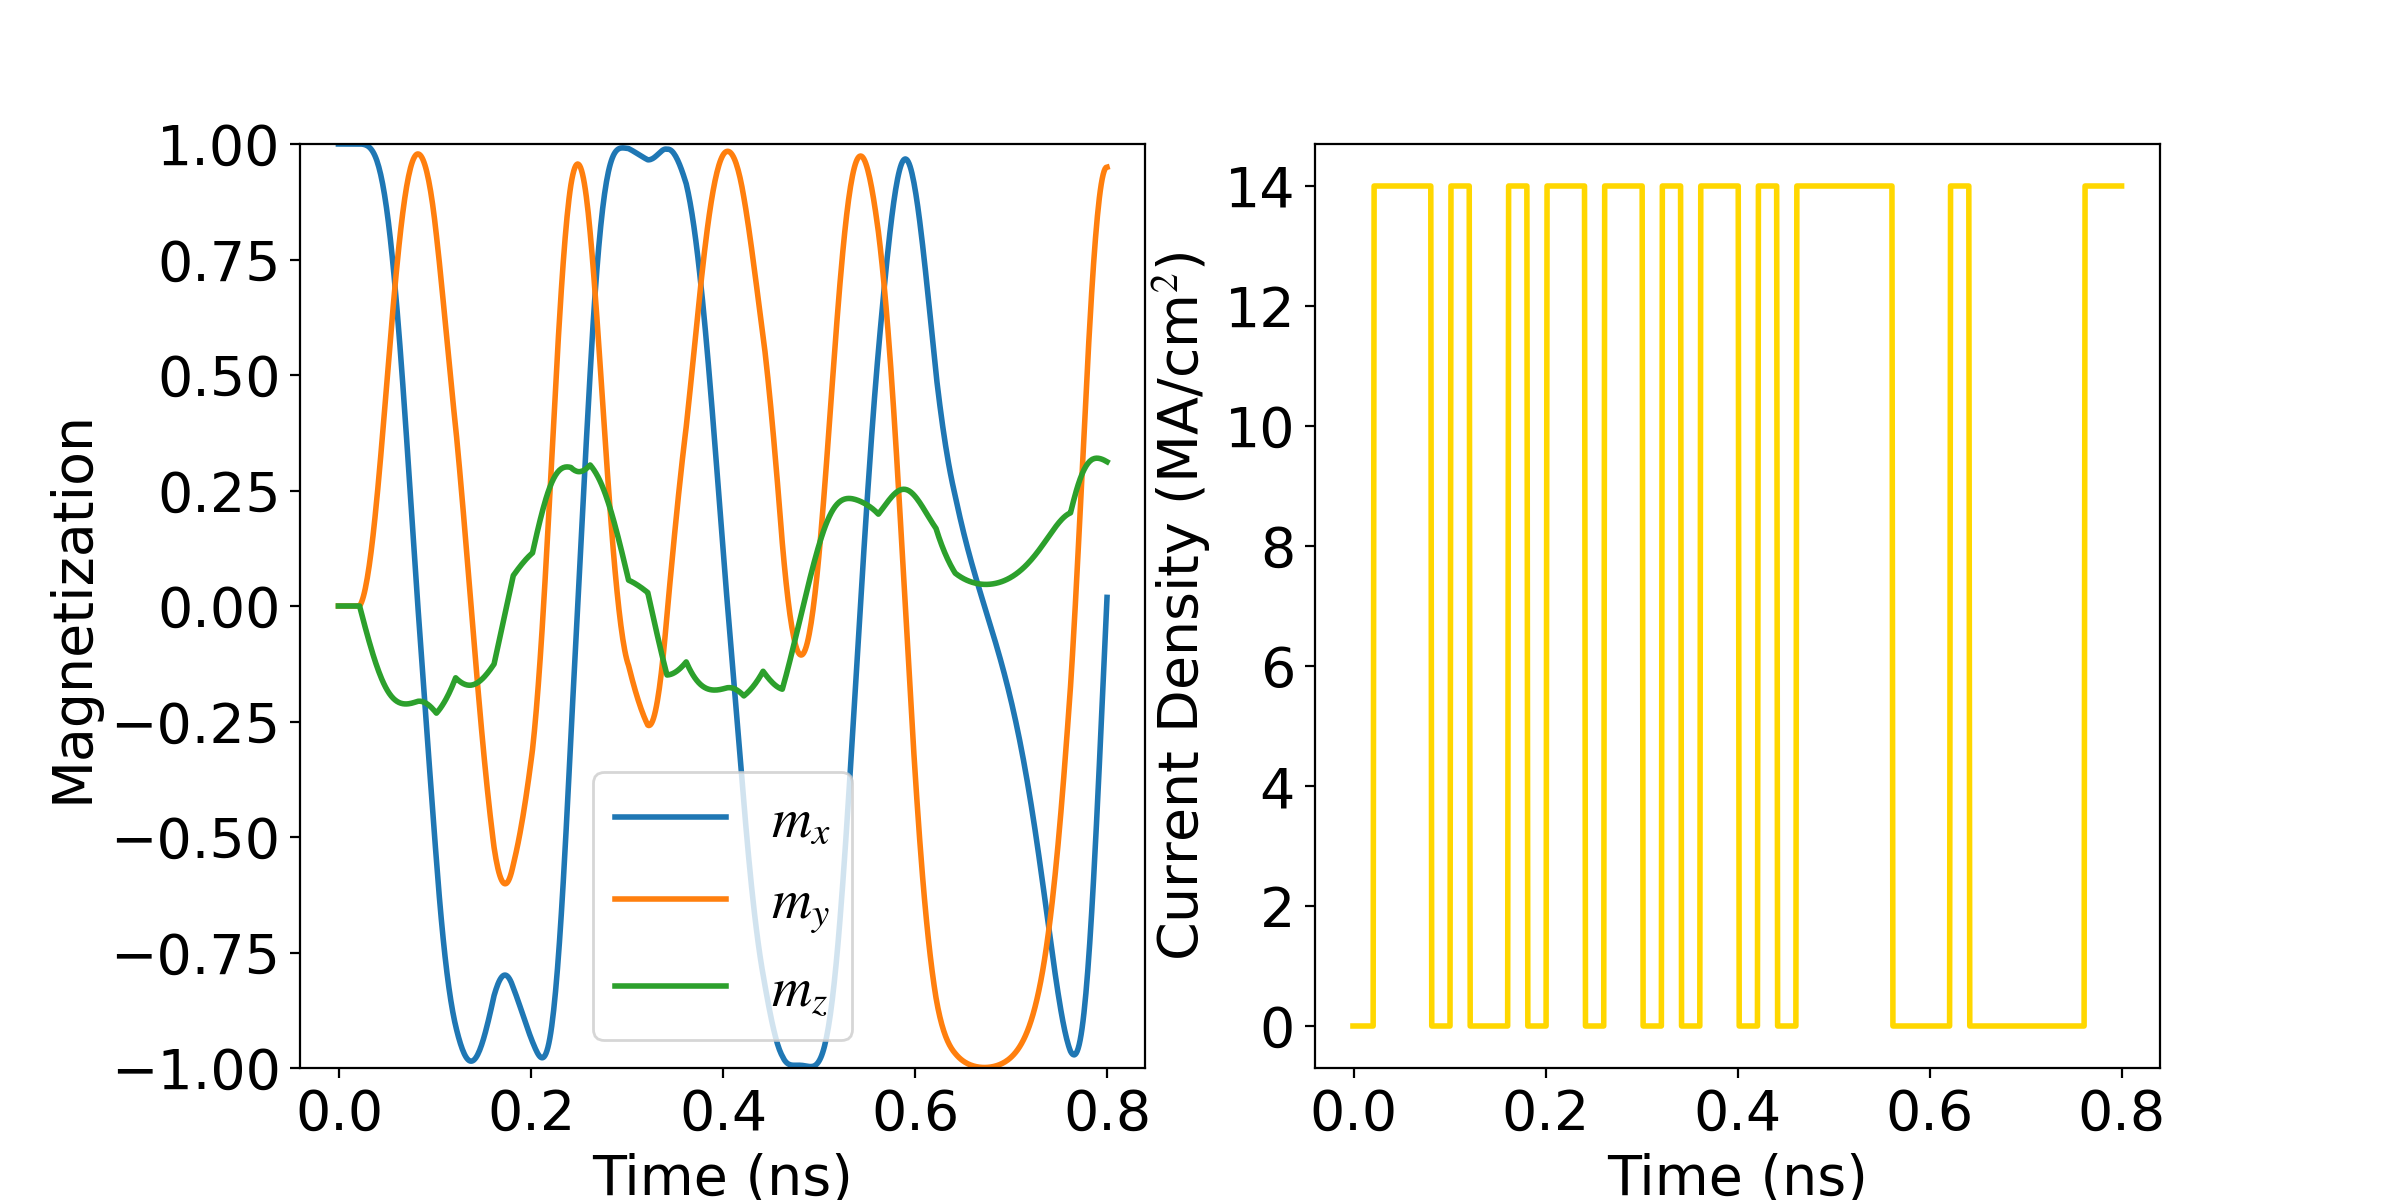 Magnetization
1.00
0.75
0.50
0.25
0.00
−0.25
−0.50
−0.75
−1.00
0.0 0.2 0.4 0.6 0.8
Time (ns)
m_x
m_y
m_z
Current Density (MA/cm²)
14
12
10
8
6
4
2
0
0.0 0.2 0.4 0.6 0.8
Time (ns)